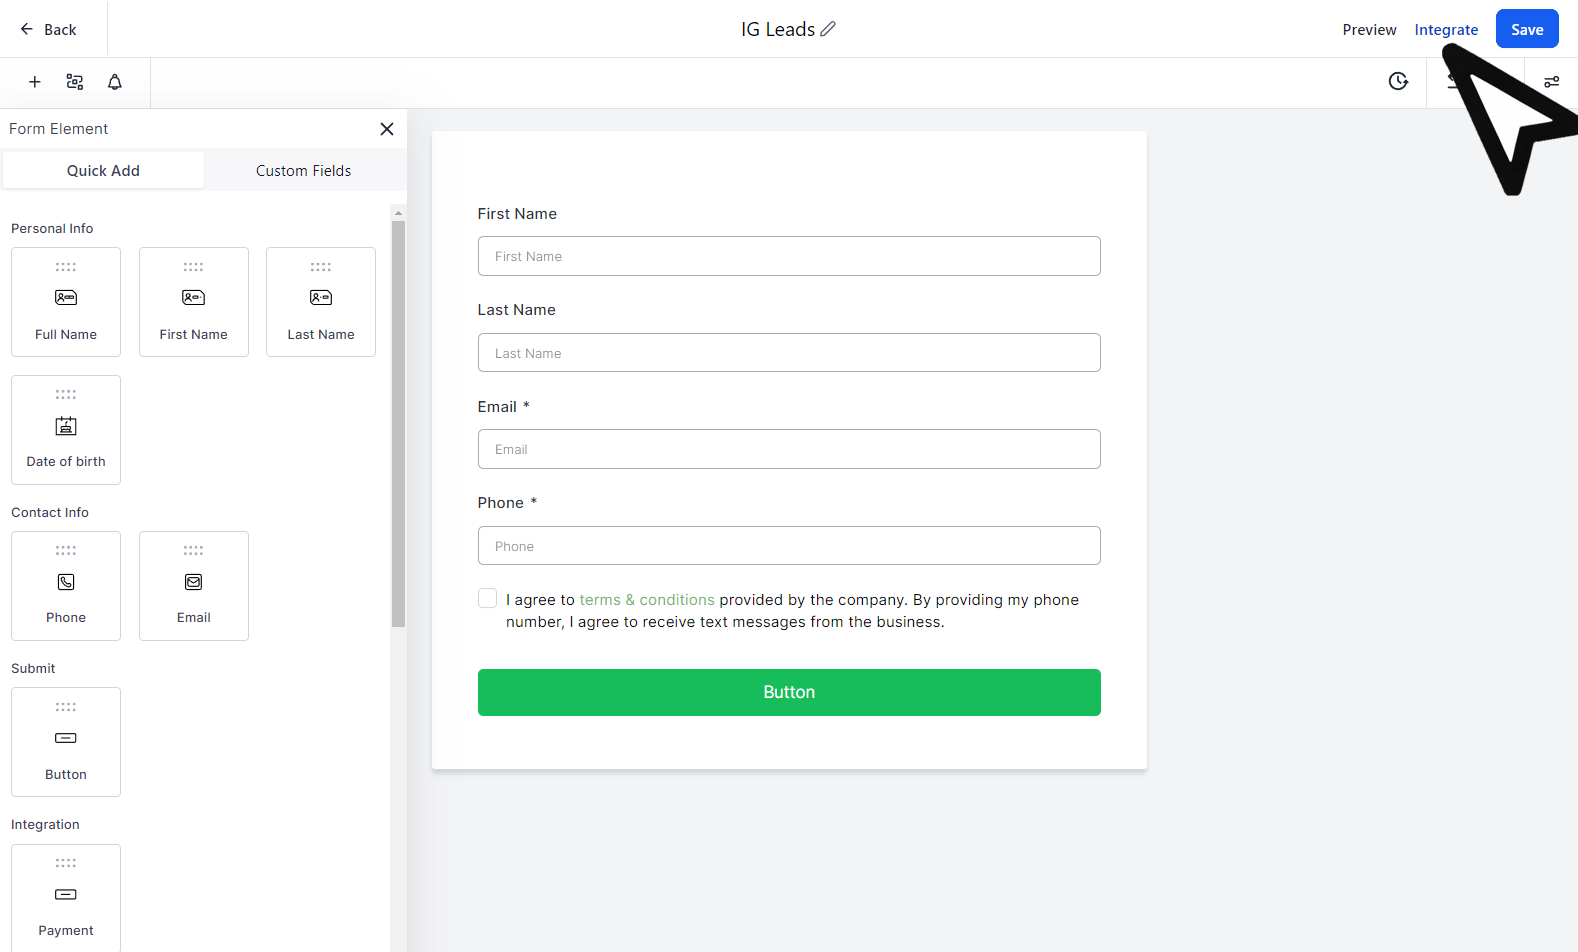 Back
IG Leads
Preview
Integrate
Save
Form Element
Quick Add
Custom Fields
Personal Info
Full Name
First Name
Last Name
Date of birth
Contact Info
Phone
Email
Submit
Button
Integration
Payment
First Name
First Name
Last Name
Last Name
Email *
Email
Phone *
Phone
I agree to terms & conditions provided by the company. By providing my phone
number, I agree to receive text messages from the business.
Button